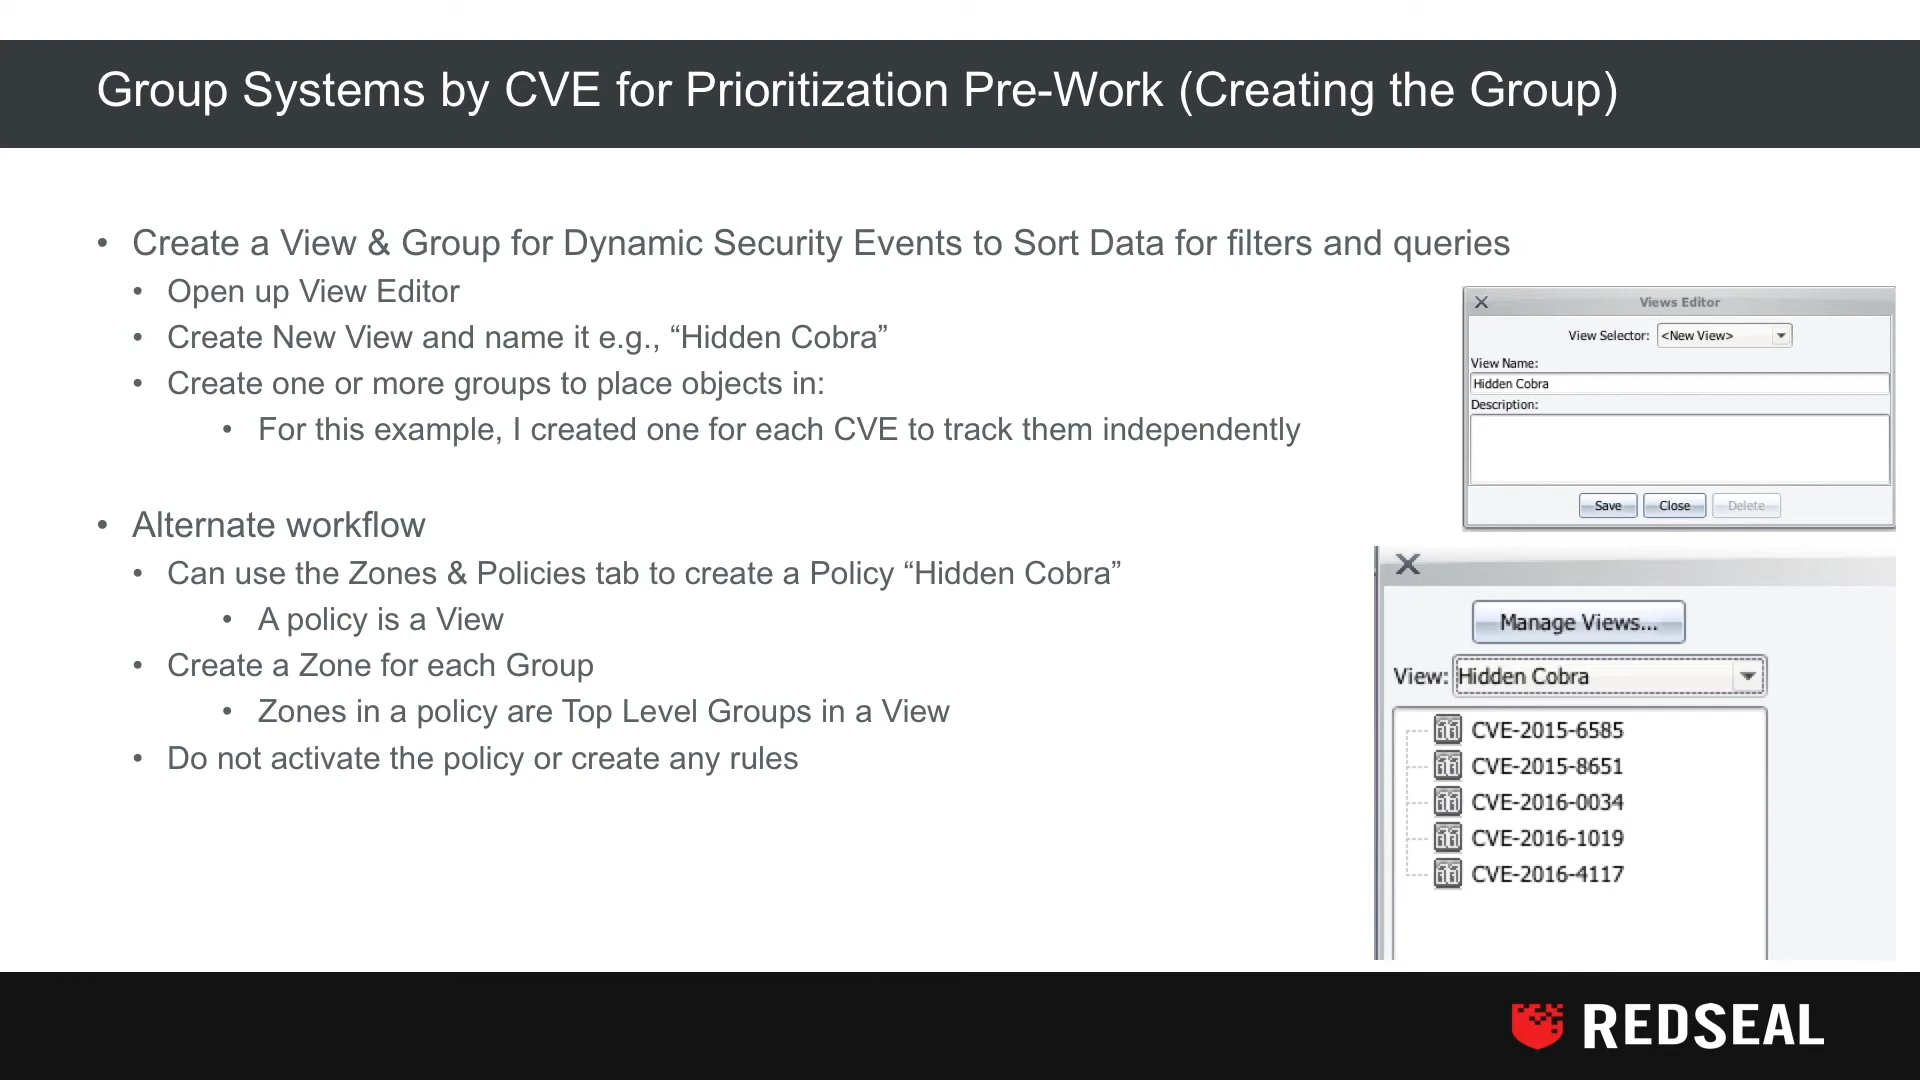 Group Systems by CVE for Prioritization Pre-Work (Creating the Group)
• Create a View & Group for Dynamic Security Events to Sort Data for filters and queries
• Open up View Editor
• Create New View and name it e.g., “Hidden Cobra”
• Create one or more groups to place objects in:
• For this example, I created one for each CVE to track them independently
• Alternate workflow
• Can use the Zones & Policies tab to create a Policy “Hidden Cobra”
• A policy is a View
• Create a Zone for each Group
• Zones in a policy are Top Level Groups in a View
• Do not activate the policy or create any rules
Views Editor
View Selector: <New View>
View Name:
Hidden Cobra
Description:
Save Close Delete
Manage Views...
View: Hidden Cobra
CVE-2015-6585
CVE-2015-8651
CVE-2016-0034
CVE-2016-1019
CVE-2016-4117
REDSEAL